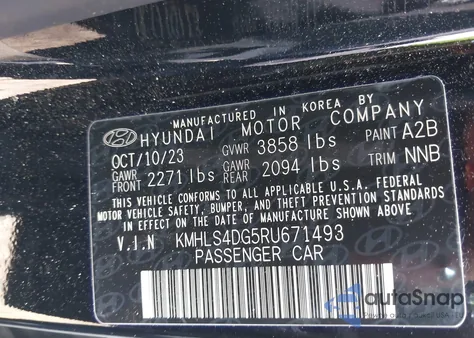 MANUFACTURED IN KOREA BY
HYUNDAI MOTOR COMPANY
OCT/10/23 GVWR 3858 lbs PAINT A2B
GAWR FRONT 2271 lbs GAWR REAR 2094 lbs TRIM NNB
THIS VEHICLE CONFORMS TO ALL APPLICABLE U.S.A. FEDERAL
MOTOR VEHICLE SAFETY, BUMPER, AND THEFT PREVENTION STANDARDS
IN EFFECT ON THE DATE OF MANUFACTURE SHOWN ABOVE.
V.I.N KMHLS4DG5RU671493
PASSENGER CAR
autoSnap